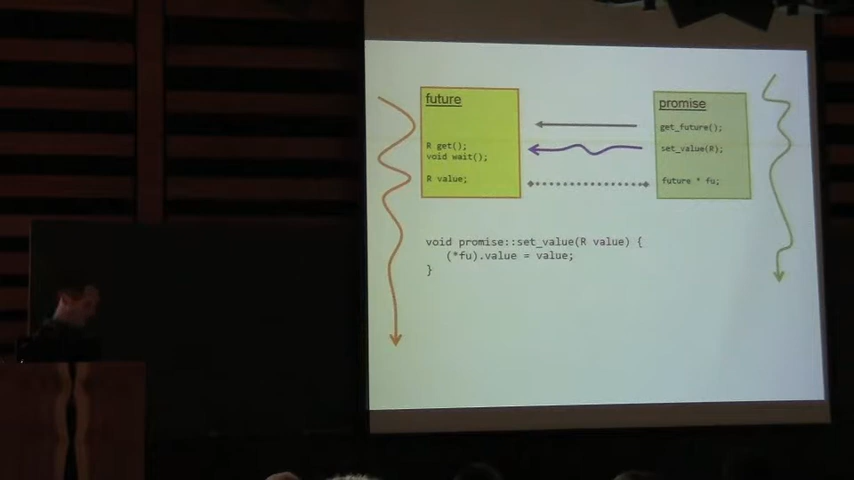 future
R get();
void wait();
R value;
promise
get_future();
set_value(R);
future * fu;
void promise::set_value(R value) {
(*fu).value = value;
}